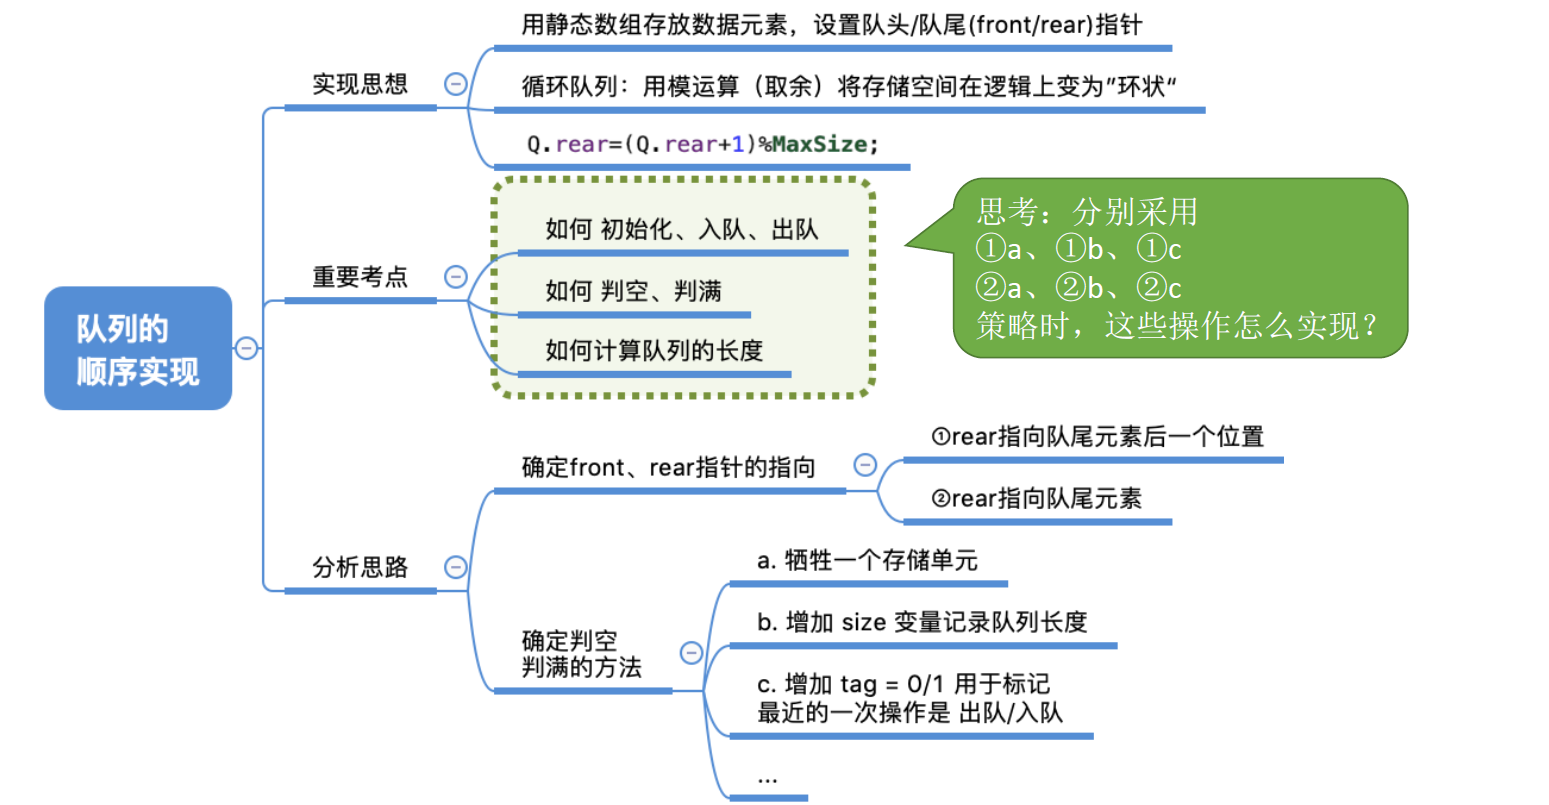 用静态数组存放数据元素，设置队头/队尾(front/rear)指针
实现思想
循环队列：用模运算（取余）将存储空间在逻辑上变为”环状“
Q.rear=(Q.rear+1)%MaxSize;
如何 初始化、入队、出队
重要考点
如何 判空、判满
如何计算队列的长度
思考：分别采用
①a、①b、①c
②a、②b、②c
策略时，这些操作怎么实现？
队列的
顺序实现
①rear指向队尾元素后一个位置
确定front、rear指针的指向
②rear指向队尾元素
分析思路
a. 牺牲一个存储单元
b. 增加 size 变量记录队列长度
确定判空
判满的方法
c. 增加 tag = 0/1 用于标记
最近的一次操作是 出队/入队
...